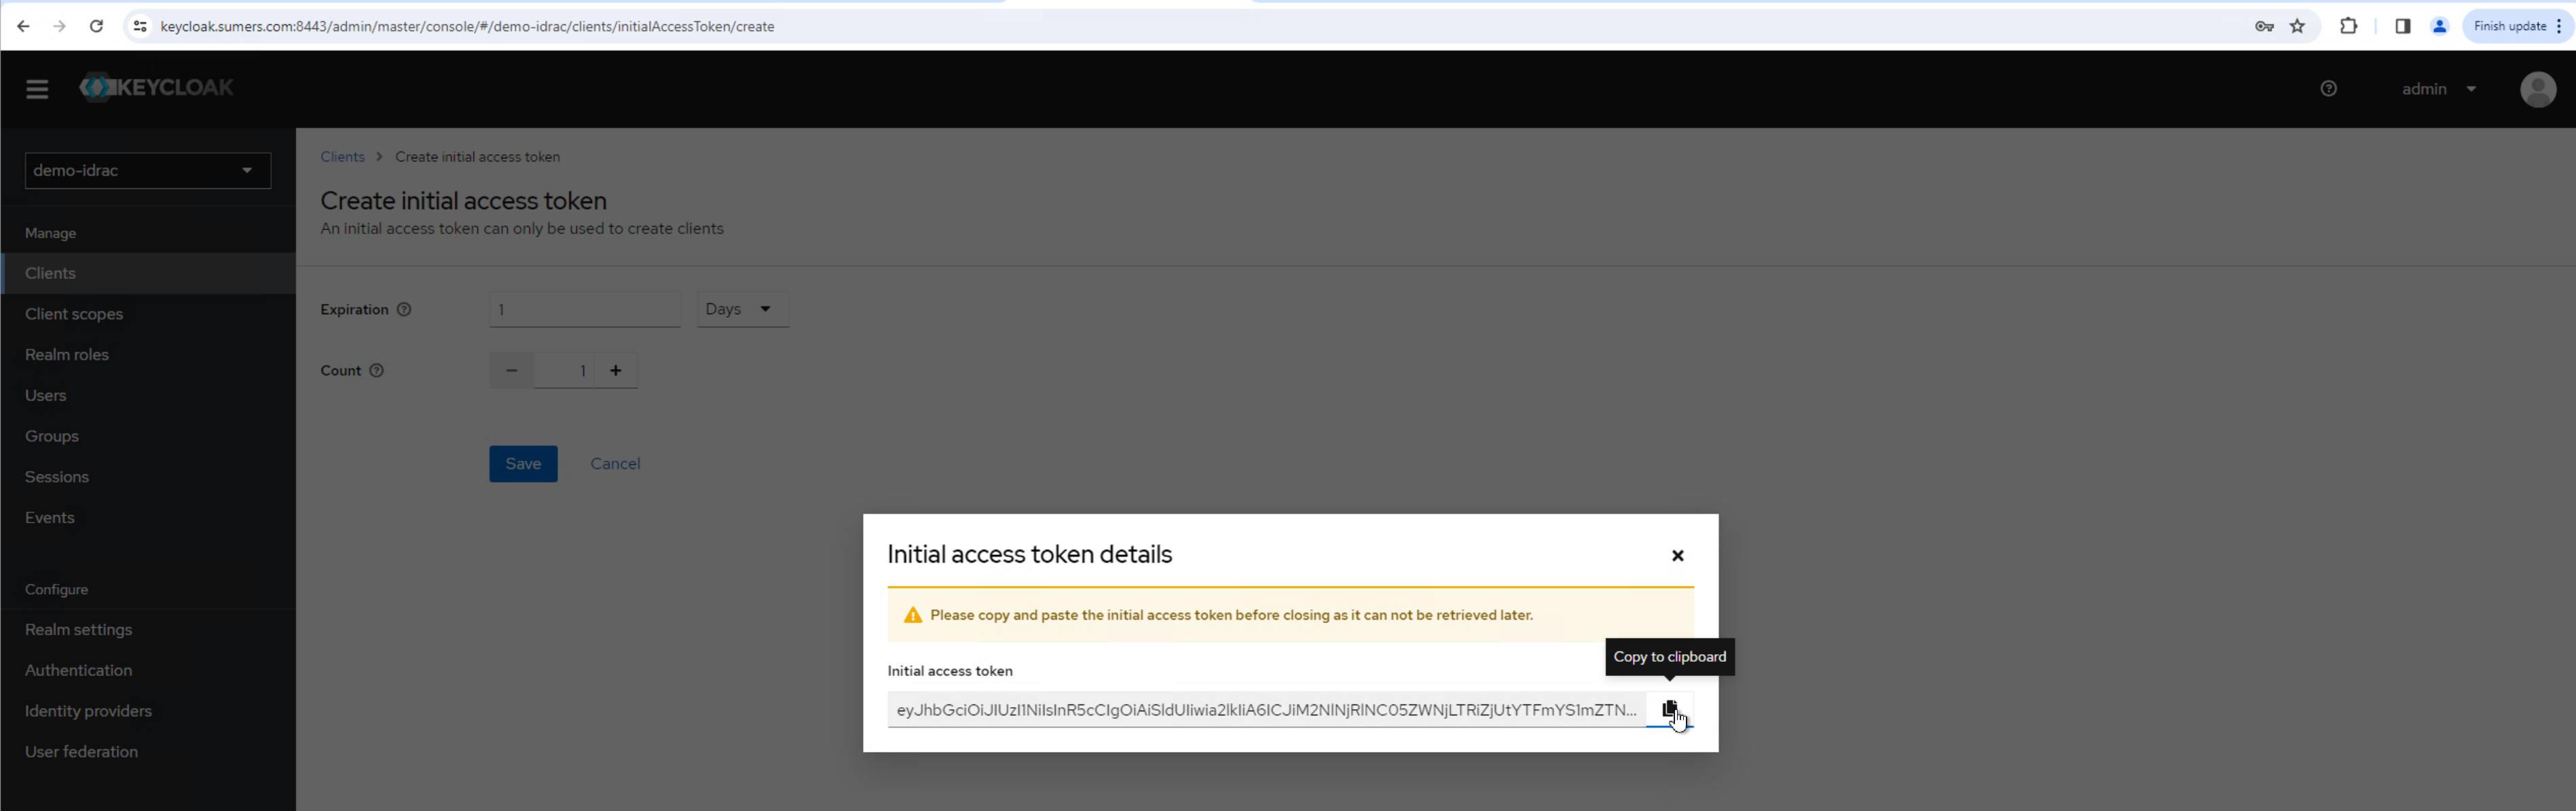 keycloak.sumers.com:8443/admin/master/console/#/demo-idrac/clients/initialAccessToken/create
Finish update
KEYCLOAK
admin
demo-idrac
Manage
Clients
Client scopes
Realm roles
Users
Groups
Sessions
Events
Configure
Realm settings
Authentication
Identity providers
User federation
Clients > Create initial access token
Create initial access token
An initial access token can only be used to create clients
Expiration
1
Days
Count
1
Save
Cancel
Initial access token details
Please copy and paste the initial access token before closing as it can not be retrieved later.
Copy to clipboard
Initial access token